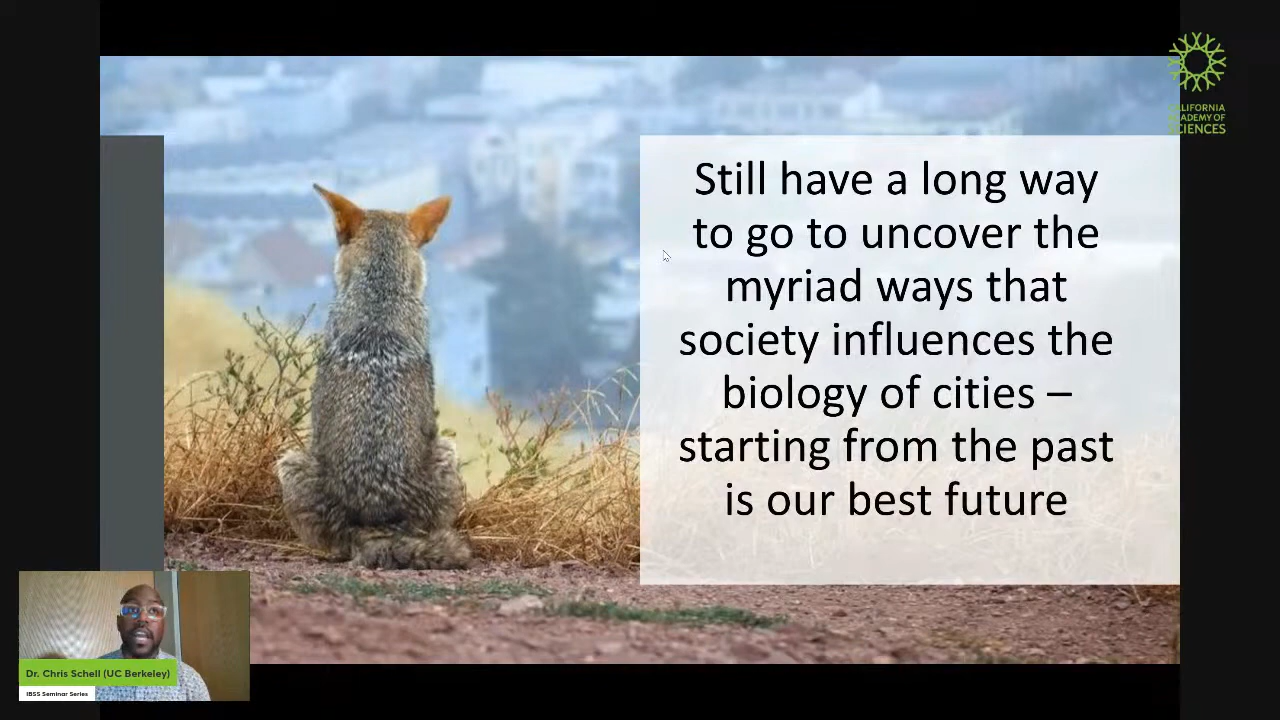 CALIFORNIA
ACADEMY OF
SCIENCES
Still have a long way
to go to uncover the
myriad ways that
society influences the
biology of cities –
starting from the past
is our best future
Dr. Chris Schell (UC Berkeley)
IBSS Seminar Series